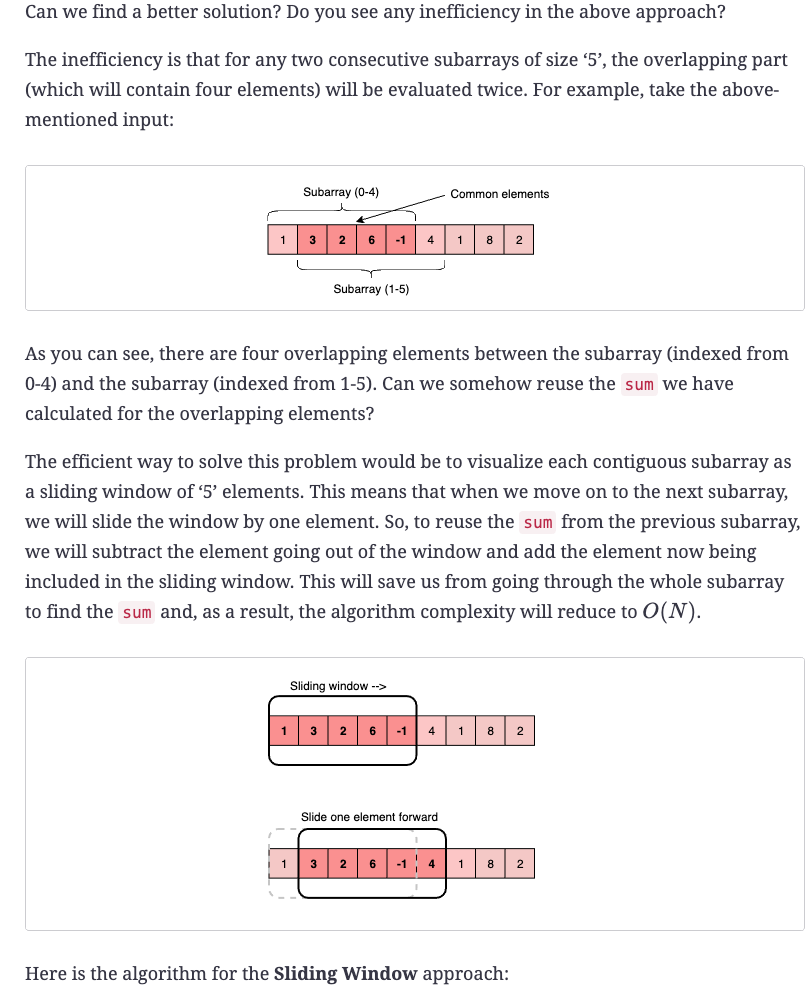 Can we find a better solution? Do you see any inefficiency in the above approach?
The inefficiency is that for any two consecutive subarrays of size ‘5’, the overlapping part
(which will contain four elements) will be evaluated twice. For example, take the above-
mentioned input:
Subarray (0-4)
Common elements
1 3 2 6 -1 4 1 8 2
Subarray (1-5)
As you can see, there are four overlapping elements between the subarray (indexed from
0-4) and the subarray (indexed from 1-5). Can we somehow reuse the sum we have
calculated for the overlapping elements?
The efficient way to solve this problem would be to visualize each contiguous subarray as
a sliding window of ‘5’ elements. This means that when we move on to the next subarray,
we will slide the window by one element. So, to reuse the sum from the previous subarray,
we will subtract the element going out of the window and add the element now being
included in the sliding window. This will save us from going through the whole subarray
to find the sum and, as a result, the algorithm complexity will reduce to O(N).
Sliding window -->
1 3 2 6 -1 4 1 8 2
Slide one element forward
1 3 2 6 -1 4 1 8 2
Here is the algorithm for the Sliding Window approach: